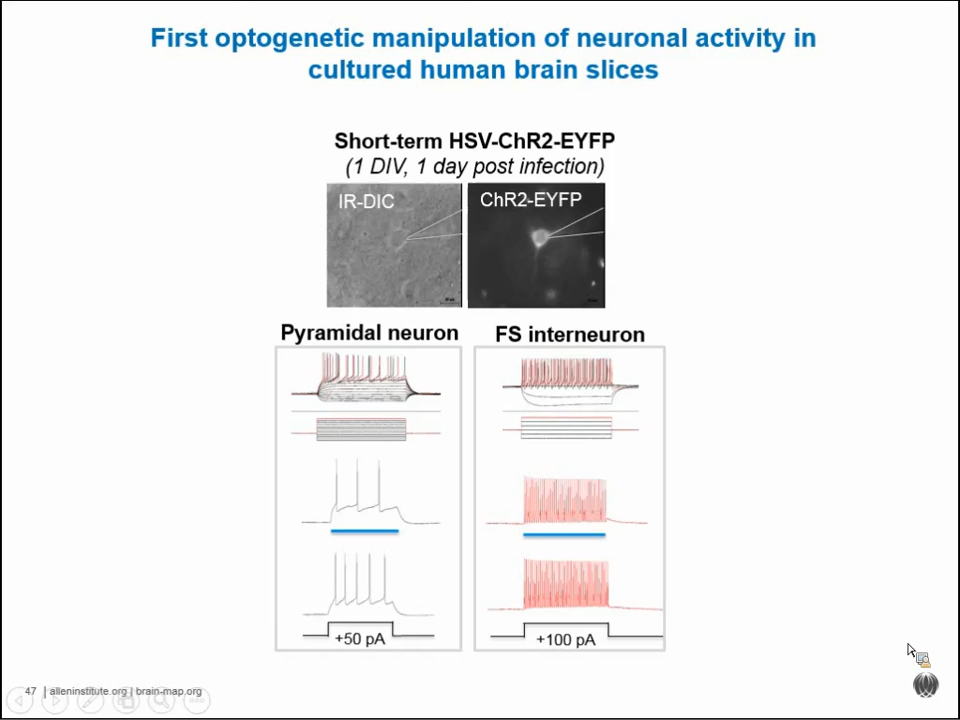 First optogenetic manipulation of neuronal activity in
cultured human brain slices
Short-term HSV-ChR2-EYFP
(1 DIV, 1 day post infection)
IR-DIC
ChR2-EYFP
Pyramidal neuron
FS interneuron
+50 pA
+100 pA
47 | alleninstitute.org | brain-map.org